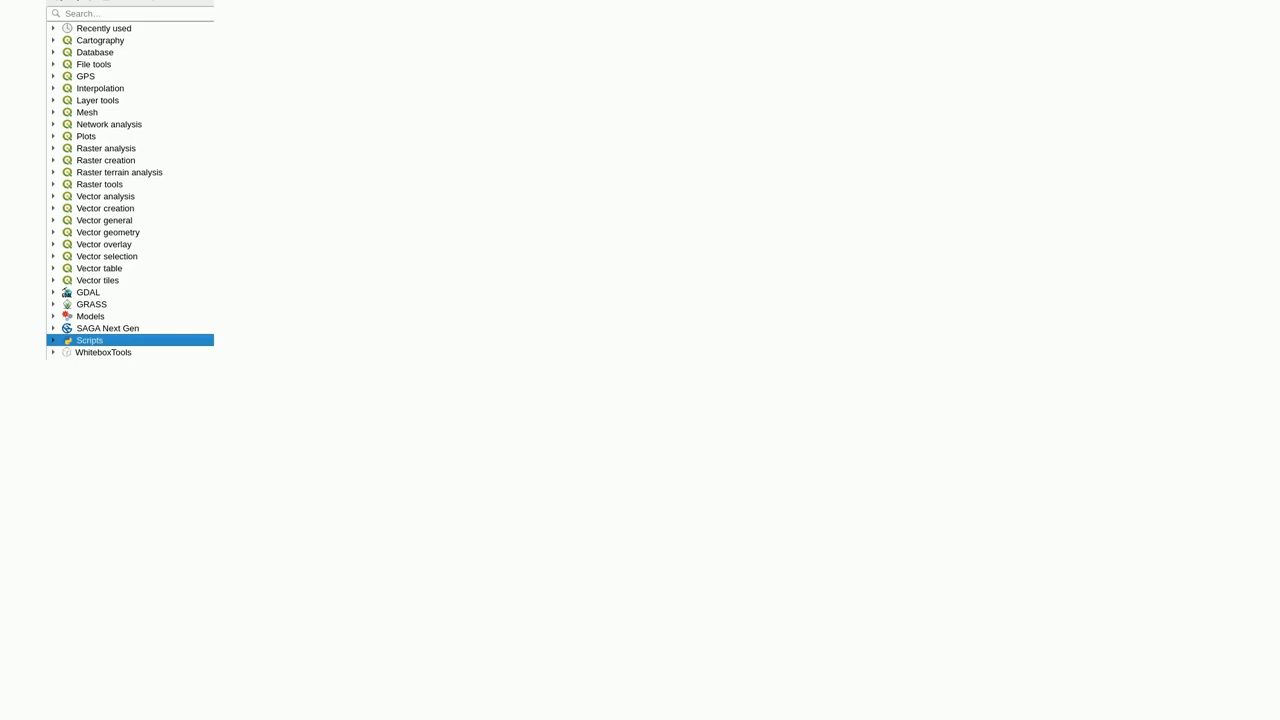 Search…
Recently used
Cartography
Database
File tools
GPS
Interpolation
Layer tools
Mesh
Network analysis
Plots
Raster analysis
Raster creation
Raster terrain analysis
Raster tools
Vector analysis
Vector creation
Vector general
Vector geometry
Vector overlay
Vector selection
Vector table
Vector tiles
GDAL
GRASS
Models
SAGA Next Gen
Scripts
WhiteboxTools